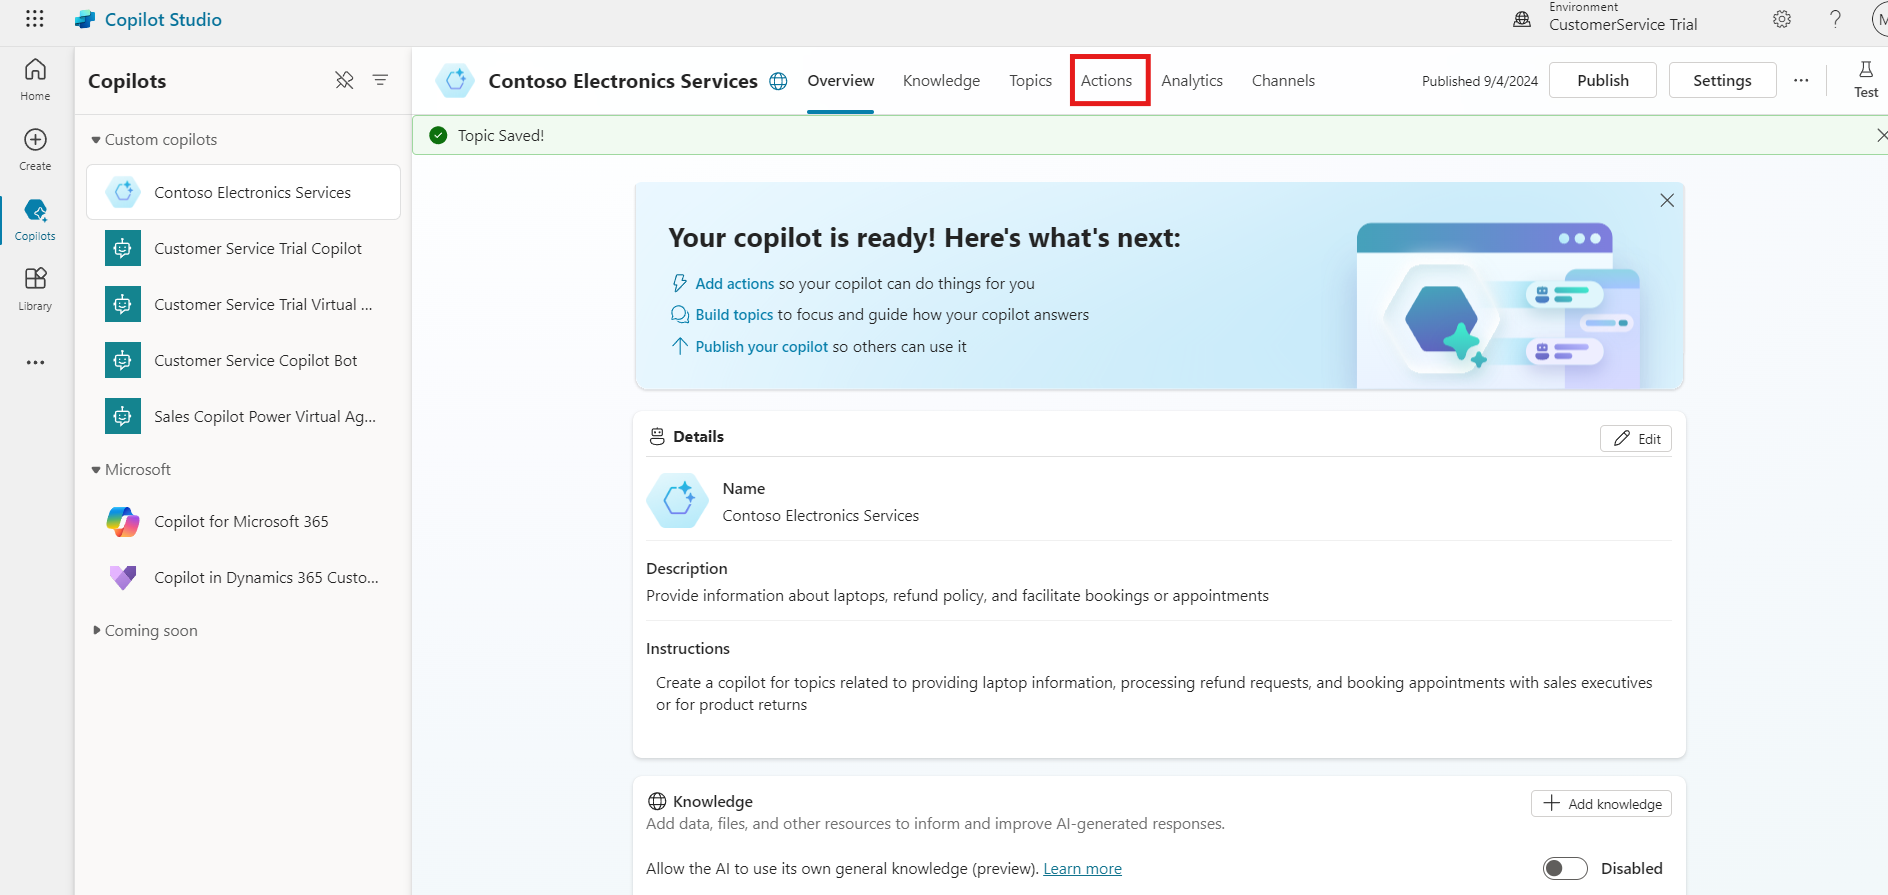 Copilot Studio
Environment
CustomerService Trial
Home
Create
Copilots
Library
Copilots
Custom copilots
Contoso Electronics Services
Customer Service Trial Copilot
Customer Service Trial Virtual ...
Customer Service Copilot Bot
Sales Copilot Power Virtual Ag...
Microsoft
Copilot for Microsoft 365
Copilot in Dynamics 365 Custo...
Coming soon
Contoso Electronics Services
Overview
Knowledge
Topics
Actions
Analytics
Channels
Published 9/4/2024
Publish
Settings
Test
Topic Saved!
Your copilot is ready! Here's what's next:
Add actions so your copilot can do things for you
Build topics to focus and guide how your copilot answers
Publish your copilot so others can use it
Details
Edit
Name
Contoso Electronics Services
Description
Provide information about laptops, refund policy, and facilitate bookings or appointments
Instructions
Create a copilot for topics related to providing laptop information, processing refund requests, and booking appointments with sales executives
or for product returns
Knowledge
Add knowledge
Add data, files, and other resources to inform and improve AI-generated responses.
Allow the AI to use its own general knowledge (preview). Learn more
Disabled